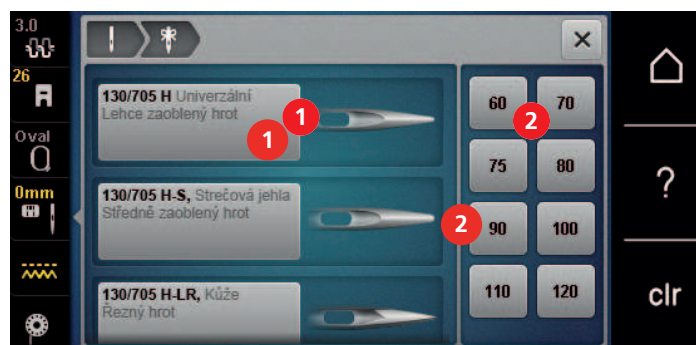 3.0
26
Oval
0mm
130/705 H Univerzální
Lehce zaoblený hrot
1
1
130/705 H-S, Strečová jehla
Středně zaoblený hrot
130/705 H-LR, Kůže
Řezný hrot
60 70
2
75 80
2
90 100
110 120
?
clr